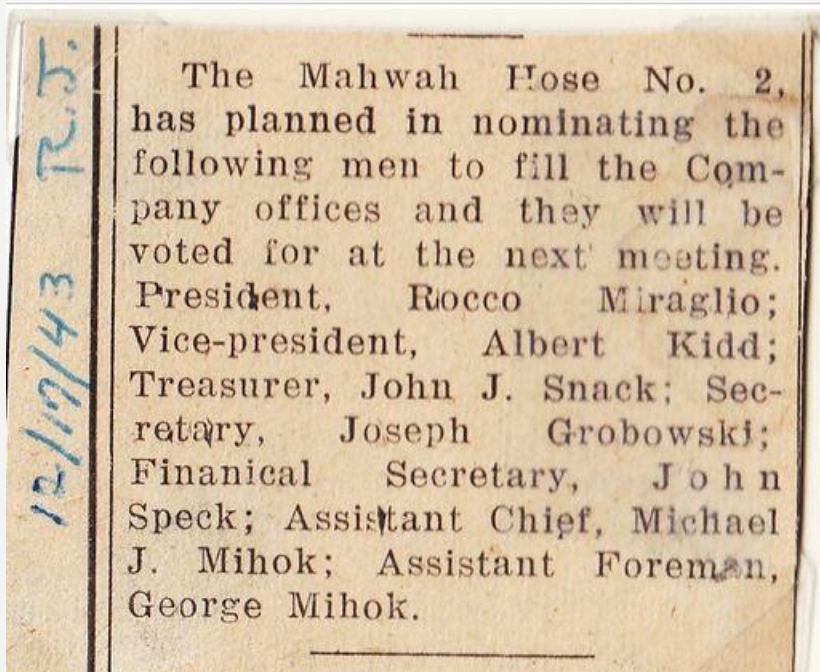 The Mahwah Hose No. 2,
has planned in nominating the
following men to fill the Com-
pany offices and they will be
voted for at the next meeting.
President, Rocco Miraglio;
Vice-president, Albert Kidd;
Treasurer, John J. Snack; Sec-
retary, Joseph Grobowski;
Finanical Secretary, John
Speck; Assistant Chief, Michael
J. Mihok; Assistant Foreman,
George Mihok.
12/17/43 R.J.